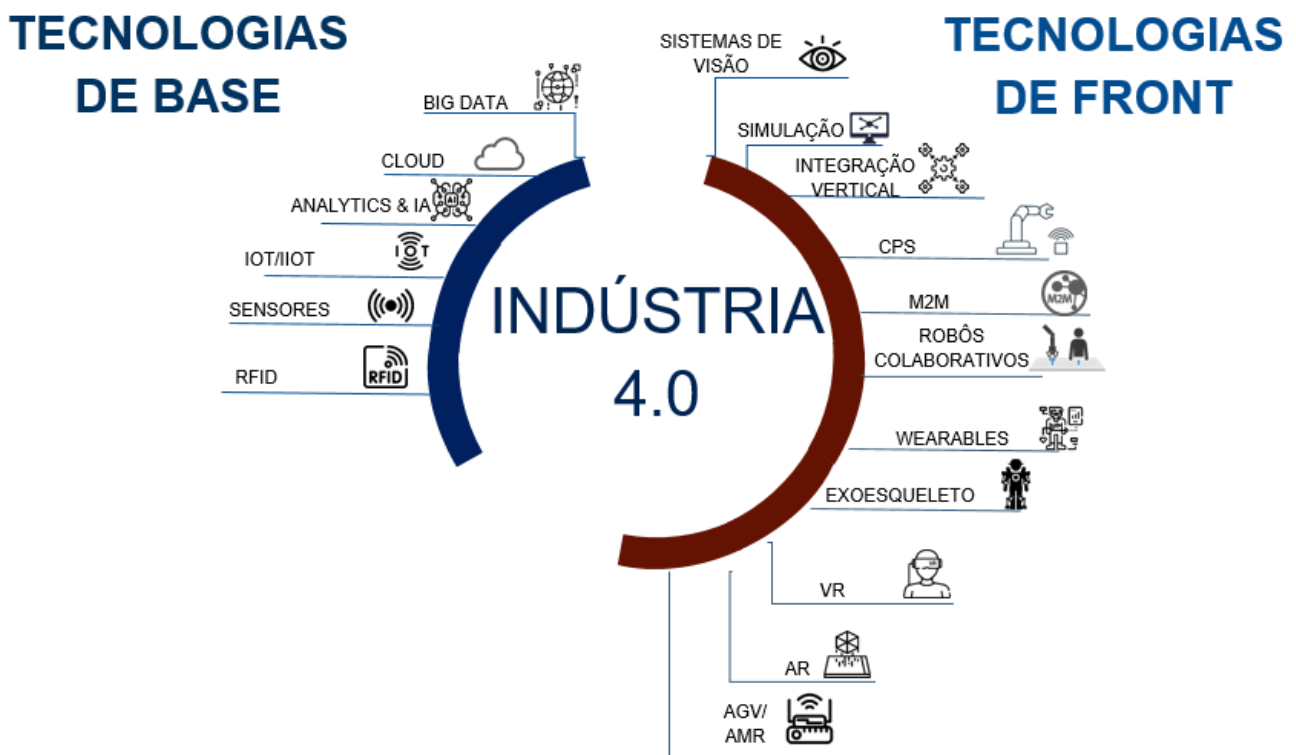 TECNOLOGIAS
DE BASE
BIG DATA
CLOUD
ANALYTICS & IA
AI
IOT/IIOT
IOT
SENSORES
RFID
RFID
INDÚSTRIA
4.0
TECNOLOGIAS
DE FRONT
SISTEMAS DE
VISÃO
SIMULAÇÃO
INTEGRAÇÃO
VERTICAL
CPS
M2M
M2M
ROBÔS
COLABORATIVOS
WEARABLES
EXOESQUELETO
VR
AR
AGV/
AMR